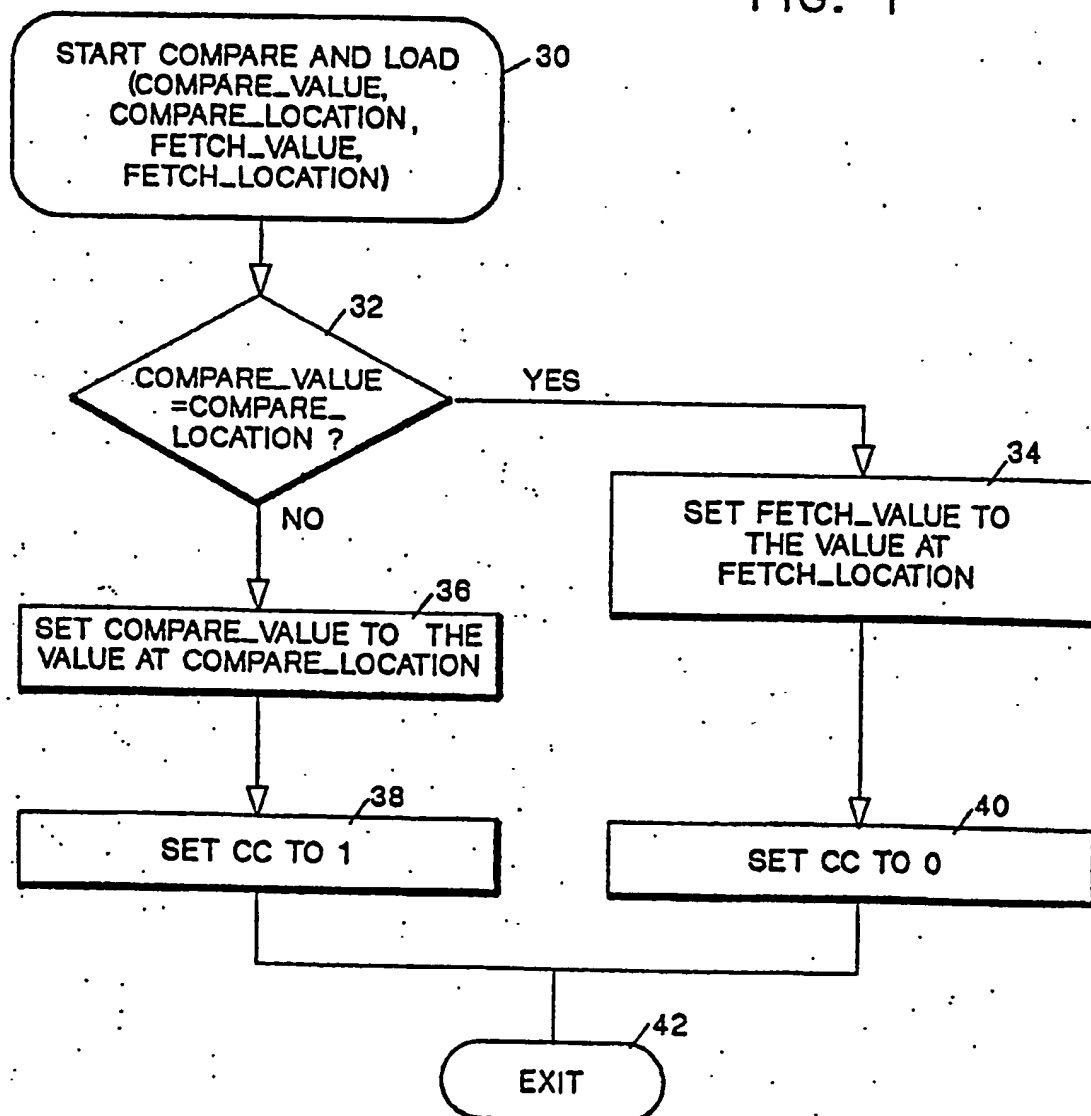 FIG. 1
START COMPARE AND LOAD
(COMPARE_VALUE,
COMPARE_LOCATION,
FETCH_VALUE,
FETCH_LOCATION)
30
32
COMPARE_VALUE
=COMPARE_
LOCATION ?
YES
NO
34
SET FETCH_VALUE TO
THE VALUE AT
FETCH_LOCATION
36
SET COMPARE_VALUE TO THE
VALUE AT COMPARE_LOCATION
38
SET CC TO 1
40
SET CC TO 0
42
EXIT